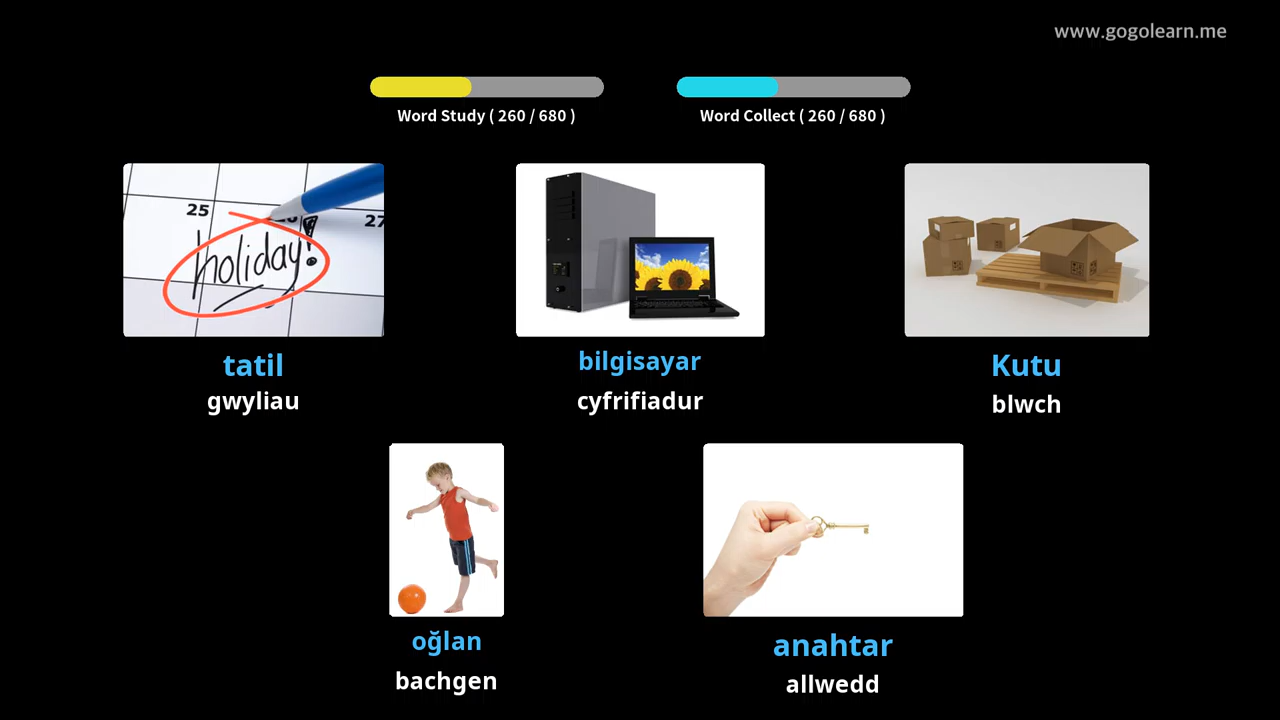 www.gogolearn.me
Word Study ( 260 / 680 )
Word Collect ( 260 / 680 )
25
27
holiday!
tatil
gwyliau
bilgisayar
cyfrifiadur
Kutu
blwch
oğlan
bachgen
anahtar
allwedd